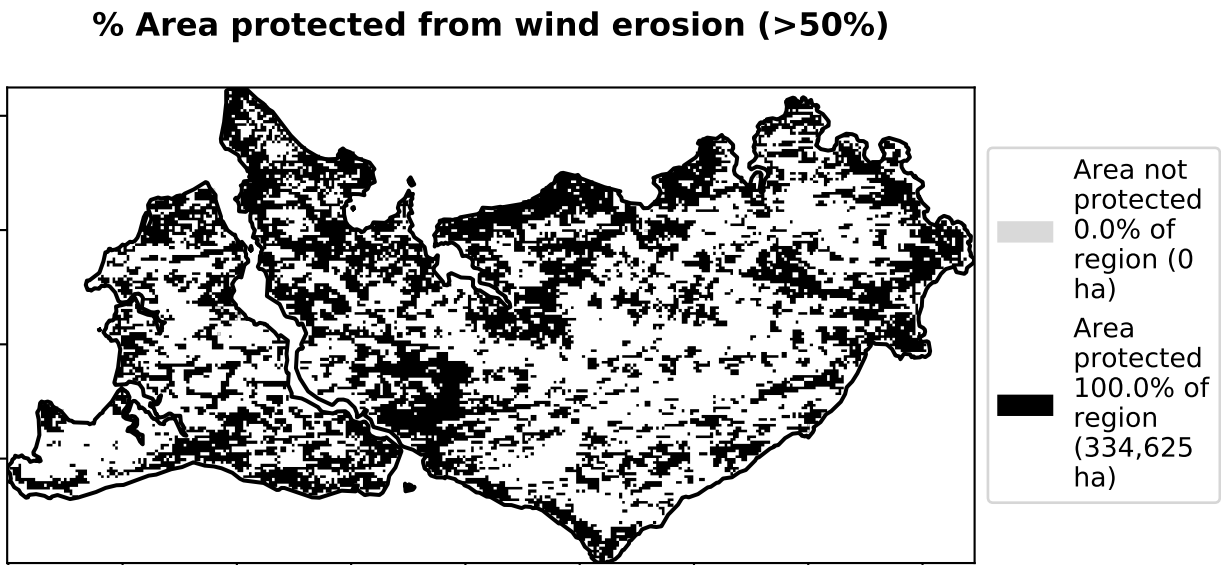 % Area protected from wind erosion (>50%)
Area not
protected
0.0% of
region (0
ha)
Area
protected
100.0% of
region
(334,625
ha)